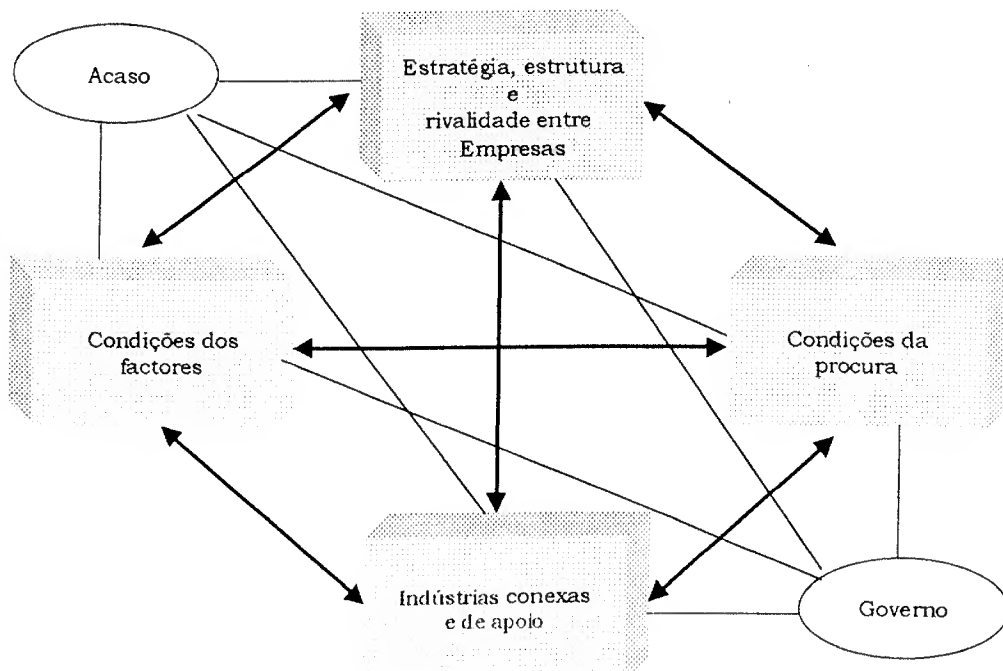 Acaso
Estratégia, estrutura
e
rivalidade entre
Empresas
Condições dos
factores
Condições da
procura
Indústrias conexas
e de apoio
Governo